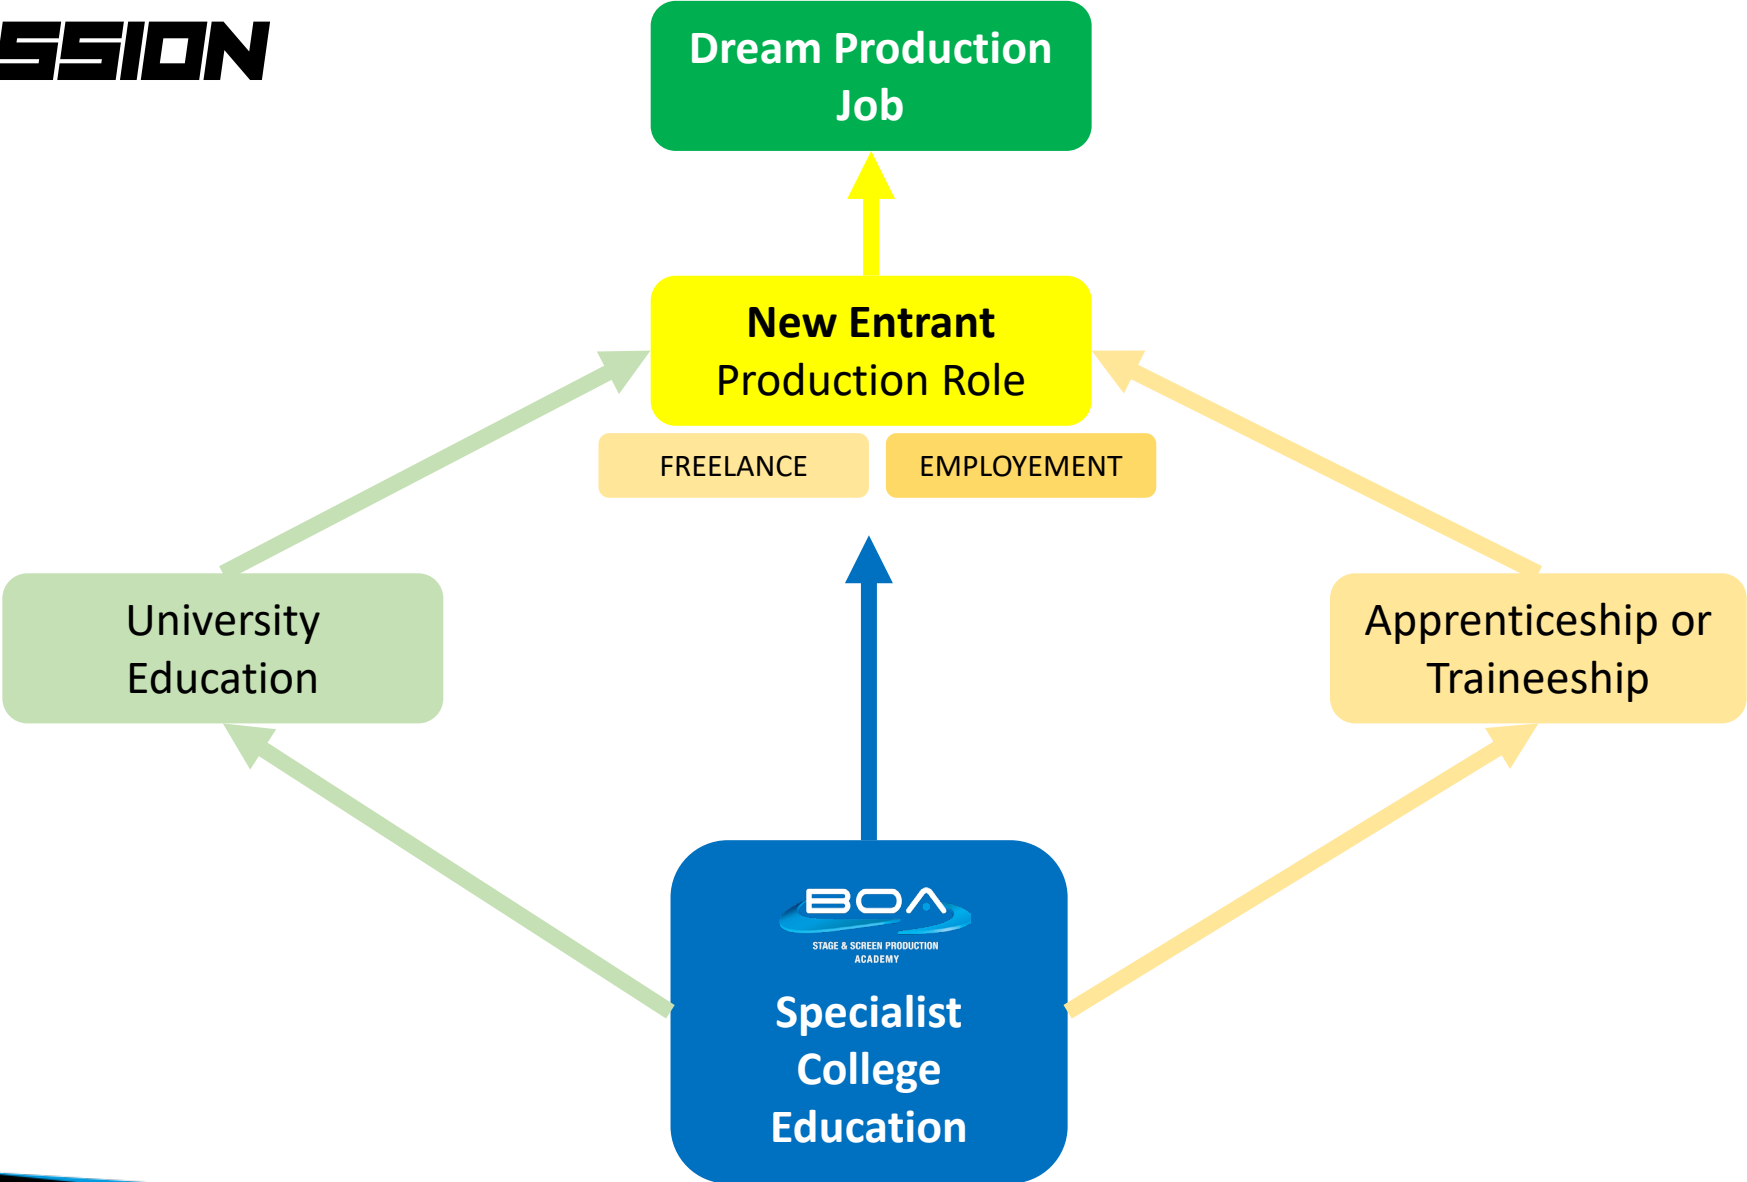 Dream Production
Job
New Entrant
Production Role
FREELANCE
EMPLOYEMENT
University
Education
Apprenticeship or
Traineeship
BOA
STAGE & SCREEN PRODUCTION
ACADEMY
Specialist
College
Education